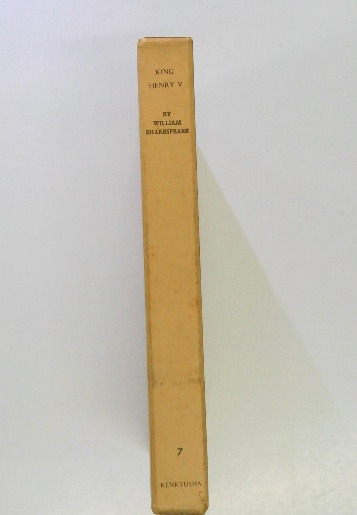 KING
HENRY V
BY
WILLIAM
SHAKESPEARE
7
KENKYUSHA